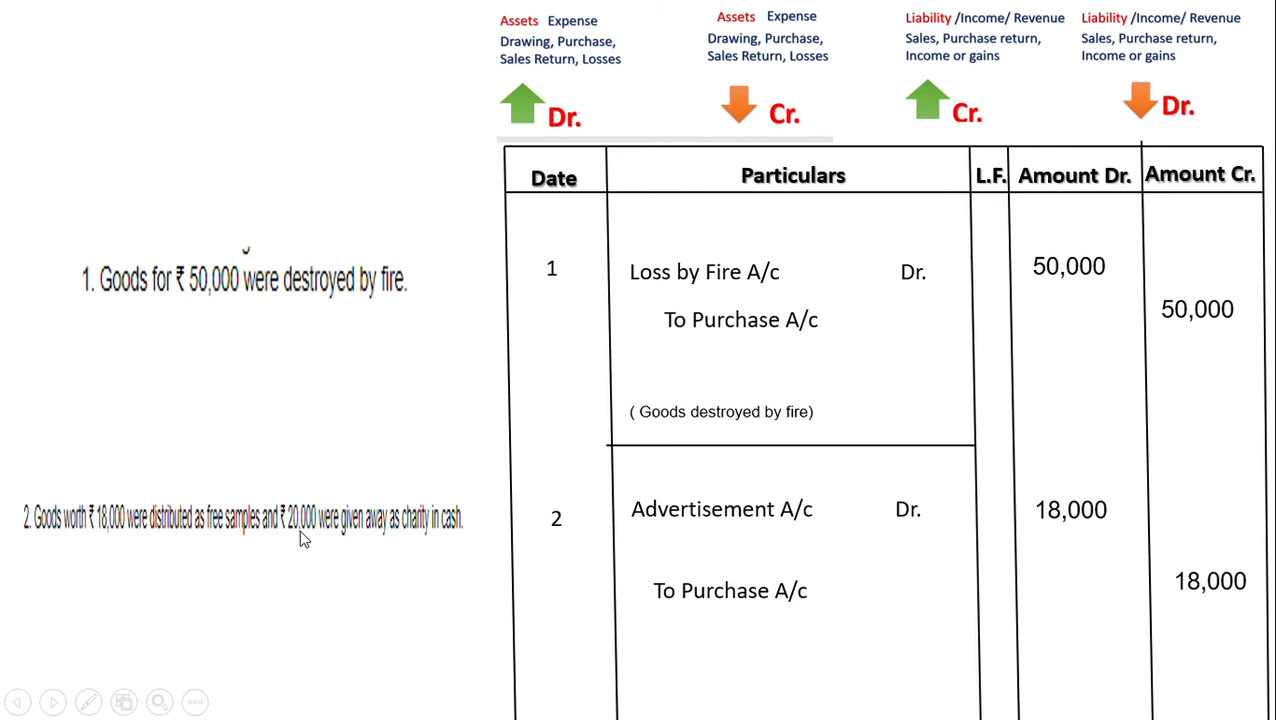 Assets Expense
Drawing, Purchase,
Sales Return, Losses
Dr.
Assets Expense
Drawing, Purchase,
Sales Return, Losses
Cr.
Liability /Income/ Revenue
Sales, Purchase return,
Income or gains
Cr.
Liability /Income/ Revenue
Sales, Purchase return,
Income or gains
Dr.
1. Goods for ₹ 50,000 were destroyed by fire.
2. Goods worth ₹ 18,000 were distributed as free samples and ₹ 20,000 were given away as charity in cash.
Date Particulars L.F. Amount Dr. Amount Cr.
1 Loss by Fire A/c Dr. 50,000
To Purchase A/c 50,000
( Goods destroyed by fire)
2 Advertisement A/c Dr. 18,000
To Purchase A/c 18,000